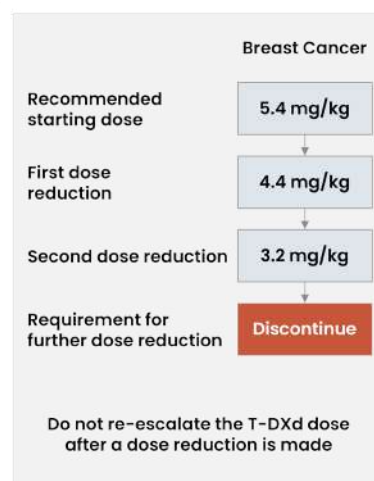 Breast Cancer
Recommended
starting dose
5.4 mg/kg
First dose
reduction
4.4 mg/kg
Second dose reduction
3.2 mg/kg
Requirement for
further dose reduction
Discontinue
Do not re-escalate the T-DXd dose
after a dose reduction is made